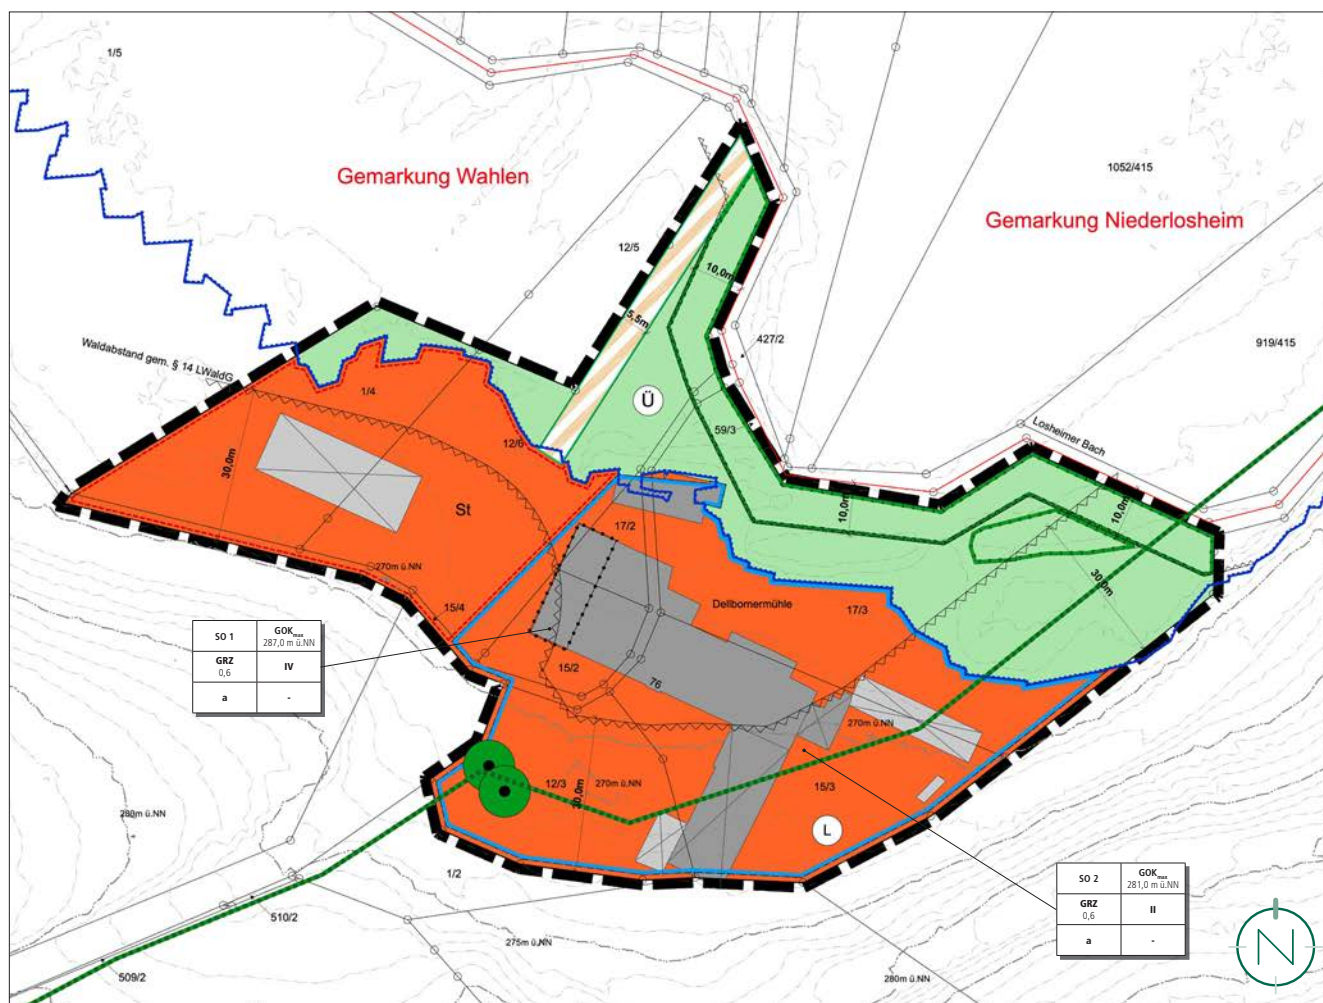 1/5
Gemarkung Wahlen
1052/415
Gemarkung Niederlosheim
12/5
10,0m
5,5m
427/2
919/415
Waldabstand gem. § 14 LWaldG
1/4
Ü
59/3
Losheimer Bach
12/6
30,0m
10,0m
10,0m
St
17/2
30,0m
270m ü.NN
Dellbornermühle
17/3
15/4
SO 1
GOKmax
287,0 m ü.NN
GRZ
0,6
IV
a
-
15/2
76
270m ü.NN
12/3
30,0m
270m ü.NN
15/3
280m ü.NN
L
1/2
SO 2
GOKmax
281,0 m ü.NN
GRZ
0,6
II
a
-
510/2
275m ü.NN
509/2
280m ü.NN
N